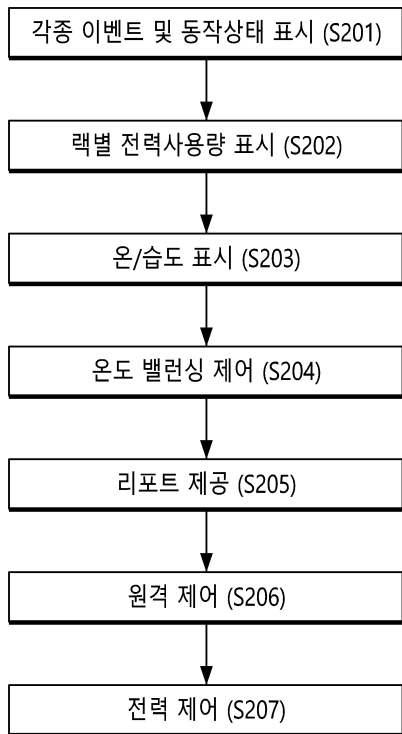 각종 이벤트 및 동작상태 표시 (S201)
랙별 전력사용량 표시 (S202)
온/습도 표시 (S203)
온도 밸런싱 제어 (S204)
리포트 제공 (S205)
원격 제어 (S206)
전력 제어 (S207)